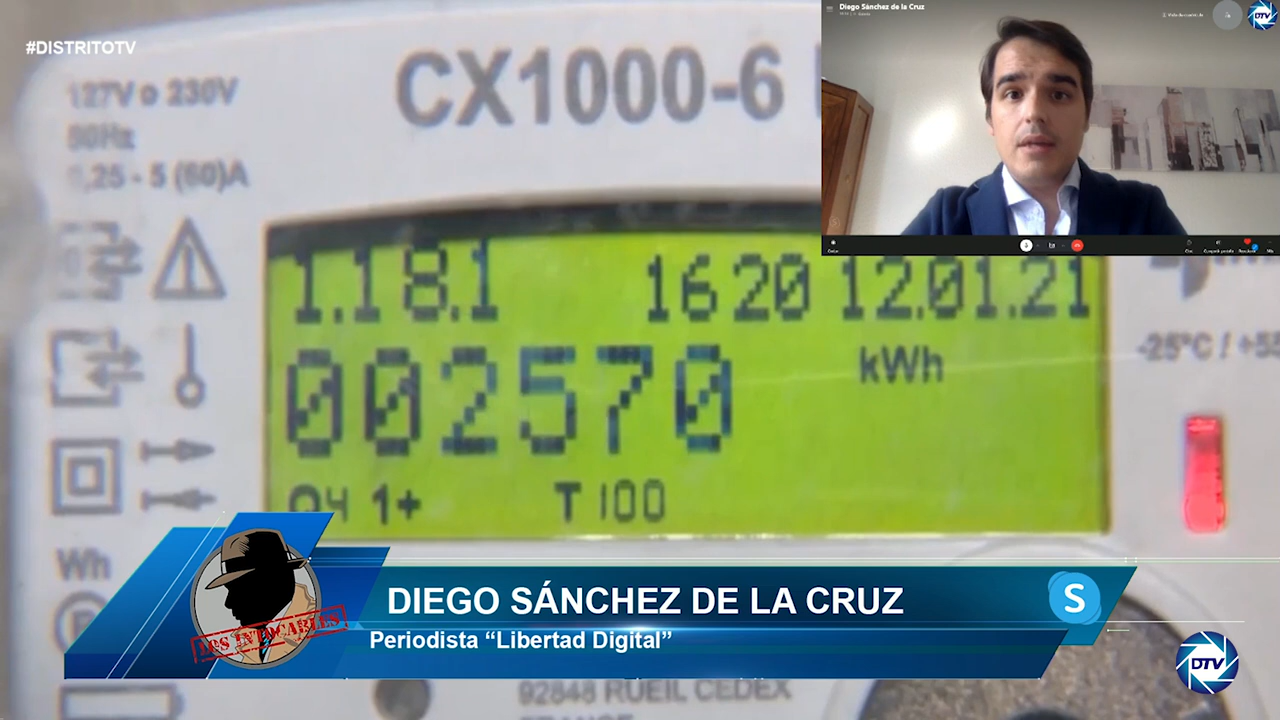 #DISTRITOTV
127V o 230V
50Hz
0,25 - 5 (60)A
CX1000-6
Diego Sánchez de la Cruz
DTV
1.18.1 1620 12.01.21
002570 kWh
Q4 1+ T 100
-25°C / +55
Wh
LOS INTOCABLES
DIEGO SÁNCHEZ DE LA CRUZ
S
Periodista “Libertad Digital”
DTV
92848 RUEIL CEDEX
FRANCE